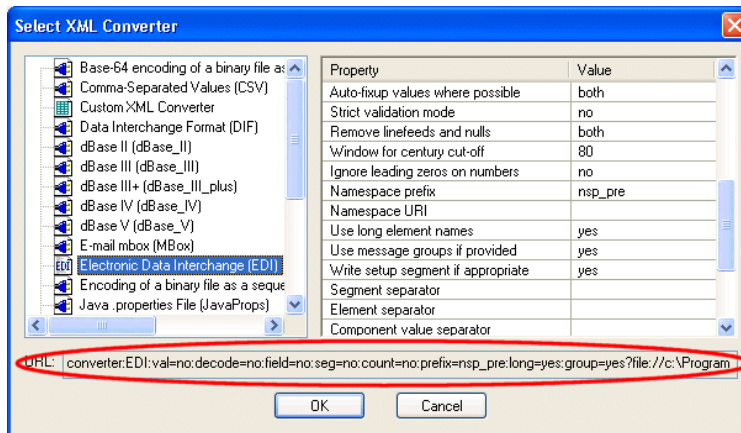 Select XML Converter
Base-64 encoding of a binary file as
Comma-Separated Values (CSV)
Custom XML Converter
Data Interchange Format (DIF)
dBase II (dBase_II)
dBase III (dBase_III)
dBase III+ (dBase_III_plus)
dBase IV (dBase_IV)
dBase V (dBase_V)
E-mail mbox (MBox)
EDI Electronic Data Interchange (EDI)
Encoding of a binary file as a seque
Java .properties File (JavaProps)
Property Value
Auto-fixup values where possible both
Strict validation mode no
Remove linefeeds and nulls both
Window for century cut-off 80
Ignore leading zeros on numbers no
Namespace prefix nsp_pre
Namespace URI
Use long element names yes
Use message groups if provided yes
Write setup segment if appropriate yes
Segment separator
Element separator
Component value separator
URL: converter:EDI:val=no:decode=no:field=no:seg=no:count=no:prefix=nsp_pre:long=yes:group=yes?file://c:\Program
OK Cancel